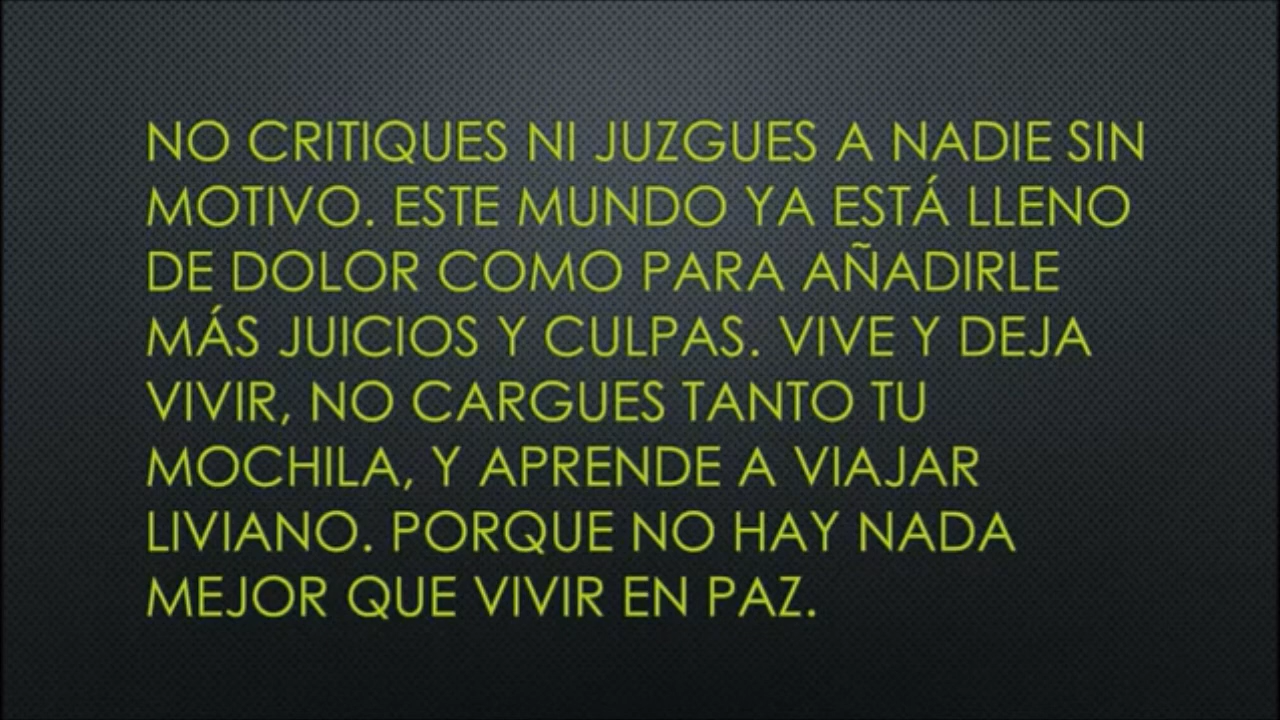 NO CRITIQUES NI JUZGUES A NADIE SIN
MOTIVO. ESTE MUNDO YA ESTÁ LLENO
DE DOLOR COMO PARA AÑADIRLE
MÁS JUICIOS Y CULPAS. VIVE Y DEJA
VIVIR, NO CARGUES TANTO TU
MOCHILA, Y APRENDE A VIAJAR
LIVIANO. PORQUE NO HAY NADA
MEJOR QUE VIVIR EN PAZ.